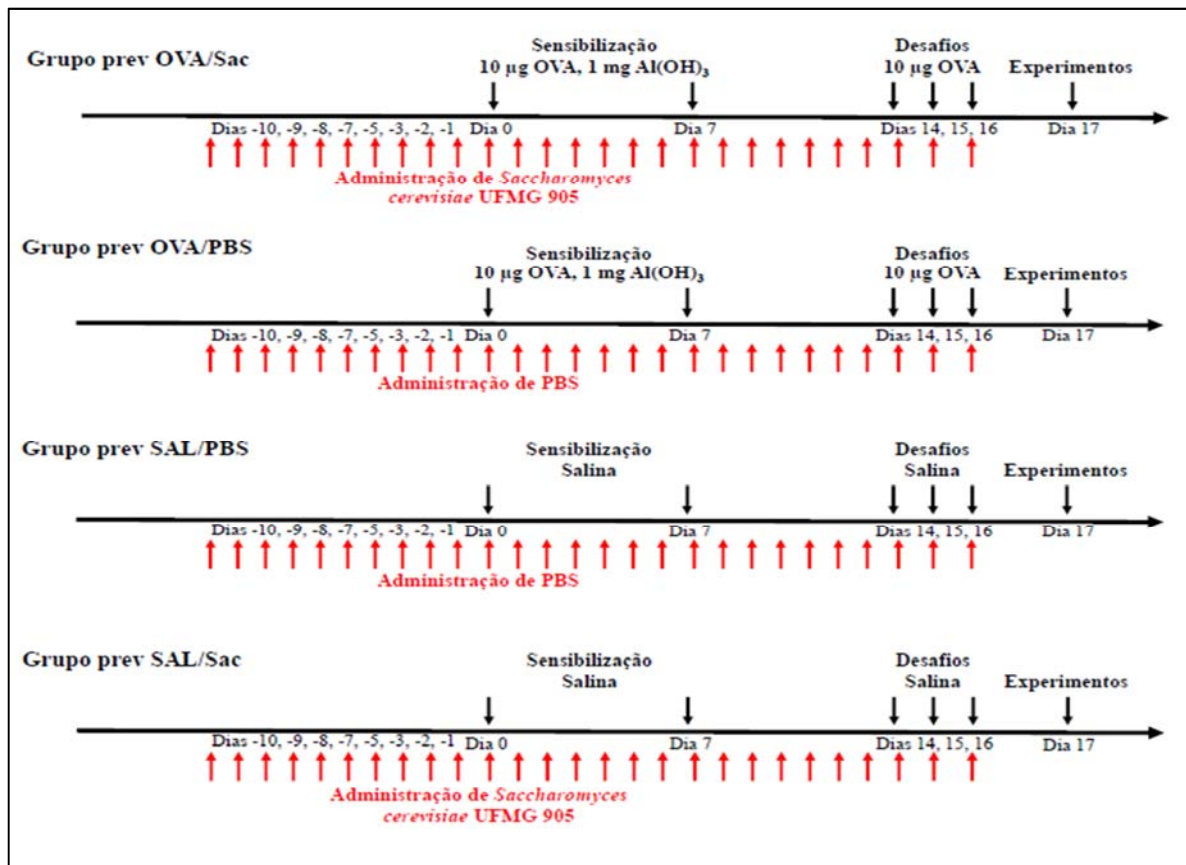 Grupo prev OVA/Sac
Sensibilização
10 µg OVA, 1 mg Al(OH)₃
Desafios
10 µg OVA
Experimentos
Dias -10, -9, -8, -7, -5, -3, -2, -1
Dia 0
Dia 7
Dias 14, 15, 16
Dia 17
Administração de Saccharomyces
cerevisiae UFMG 905
Grupo prev OVA/PBS
Sensibilização
10 µg OVA, 1 mg Al(OH)₃
Desafios
10 µg OVA
Experimentos
Dias -10, -9, -8, -7, -5, -3, -2, -1
Dia 0
Dia 7
Dias 14, 15, 16
Dia 17
Administração de PBS
Grupo prev SAL/PBS
Sensibilização
Salina
Desafios
Salina
Experimentos
Dias -10, -9, -8, -7, -5, -3, -2, -1
Dia 0
Dia 7
Dias 14, 15, 16
Dia 17
Administração de PBS
Grupo prev SAL/Sac
Sensibilização
Salina
Desafios
Salina
Experimentos
Dias -10, -9, -8, -7, -5, -3, -2, -1
Dia 0
Dia 7
Dias 14, 15, 16
Dia 17
Administração de Saccharomyces
cerevisiae UFMG 905